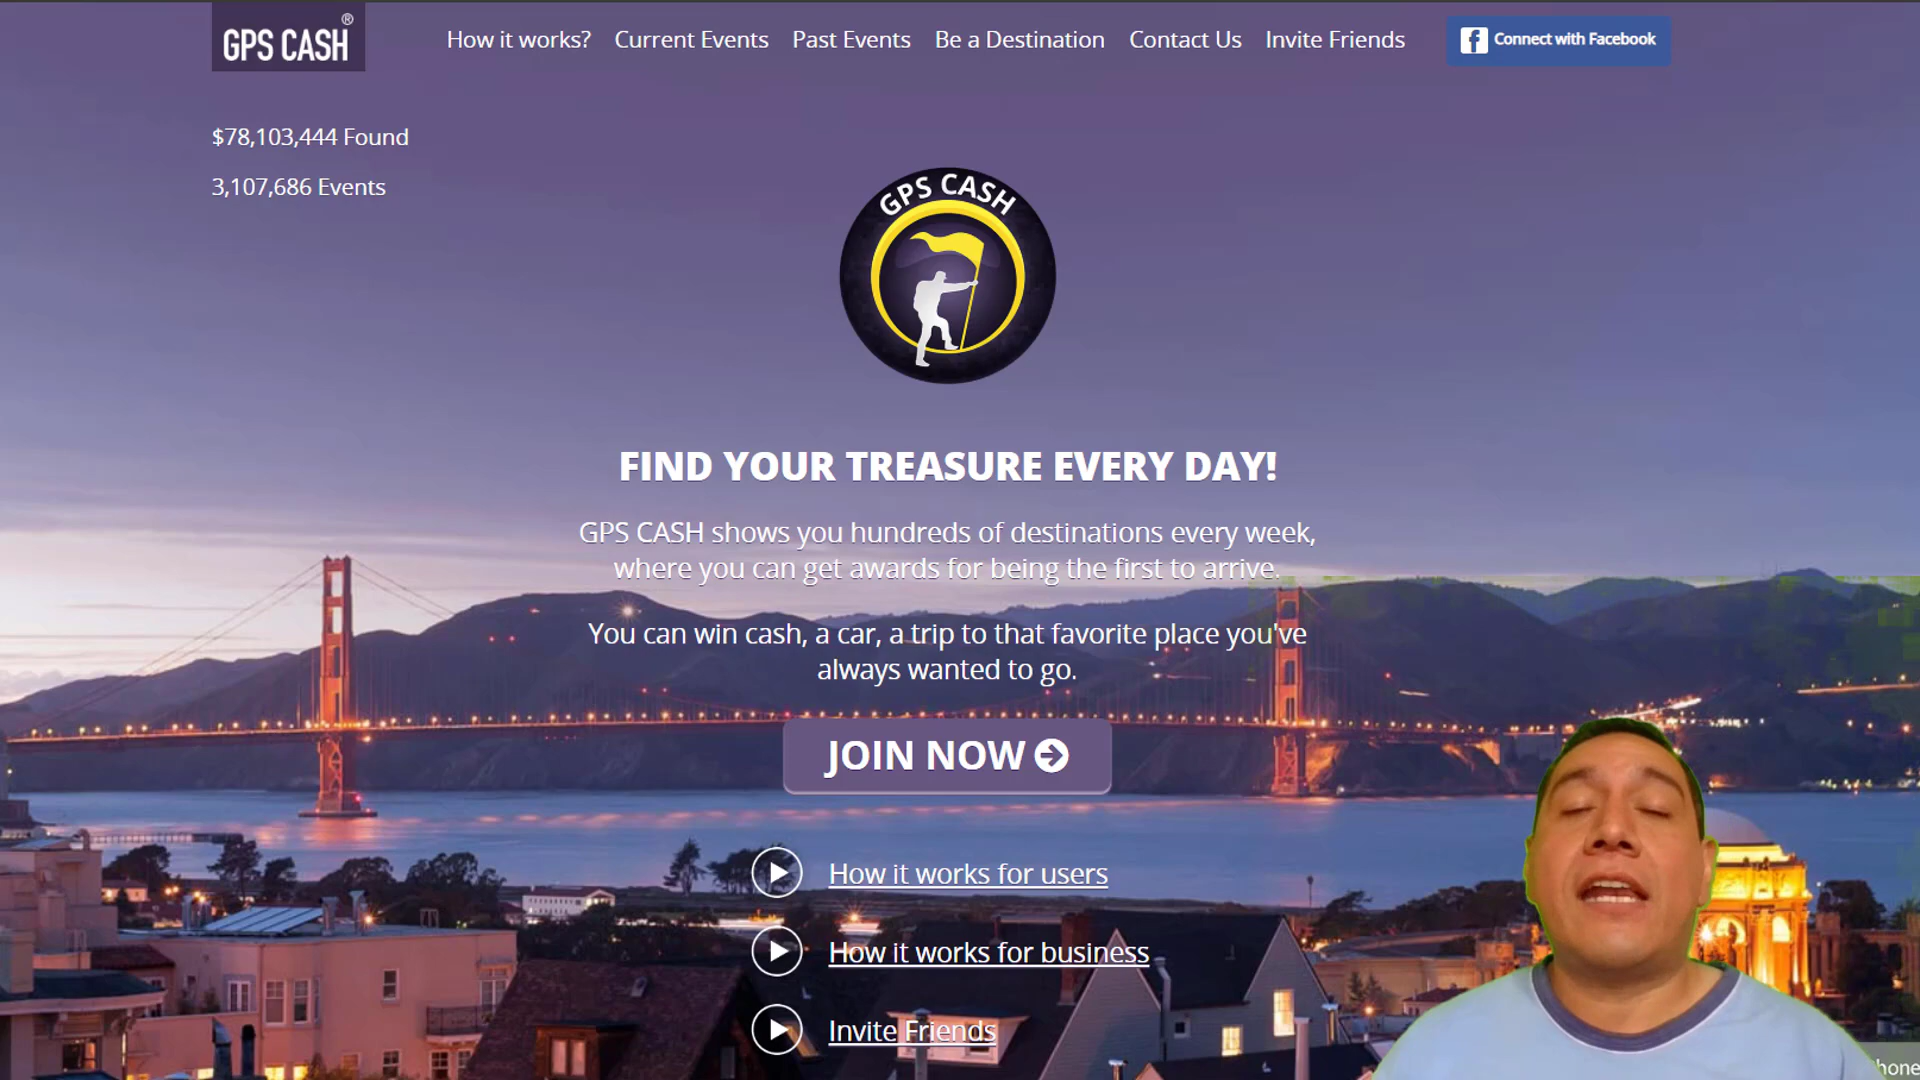 GPS CASH ®
How it works?
Current Events
Past Events
Be a Destination
Contact Us
Invite Friends
Connect with Facebook
$78,103,444 Found
3,107,686 Events
GPS CASH
FIND YOUR TREASURE EVERY DAY!
GPS CASH shows you hundreds of destinations every week,
where you can get awards for being the first to arrive.
You can win cash, a car, a trip to that favorite place you've
always wanted to go.
JOIN NOW
How it works for users
How it works for business
Invite Friends